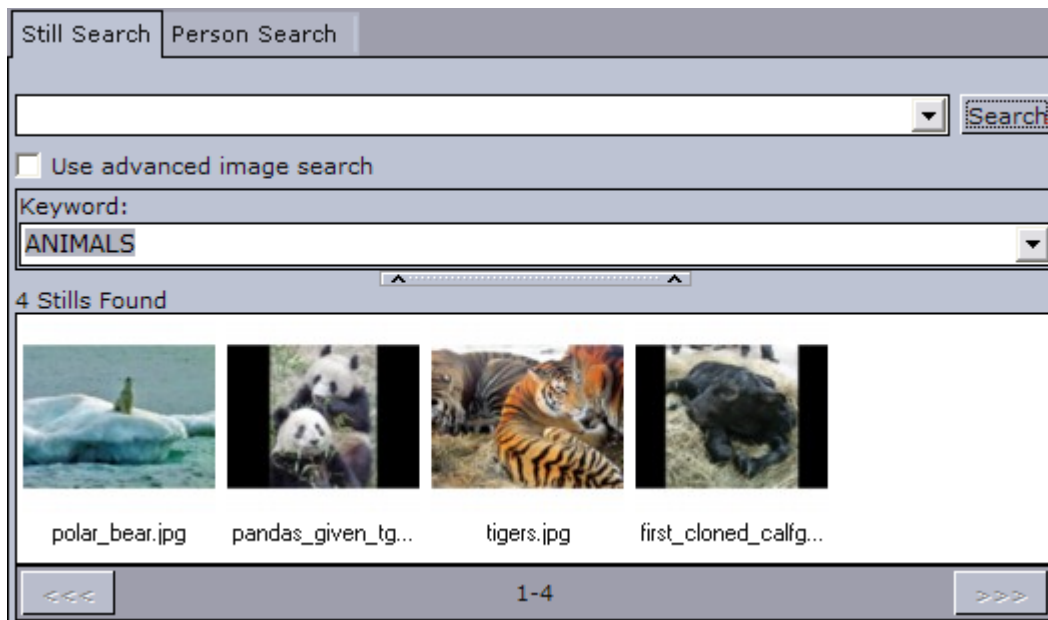 Still Search Person Search
Search
Use advanced image search
Keyword:
ANIMALS
4 Stills Found
polar_bear.jpg pandas_given_tg... tigers.jpg first_cloned_calfg...
<<< 1-4 >>>